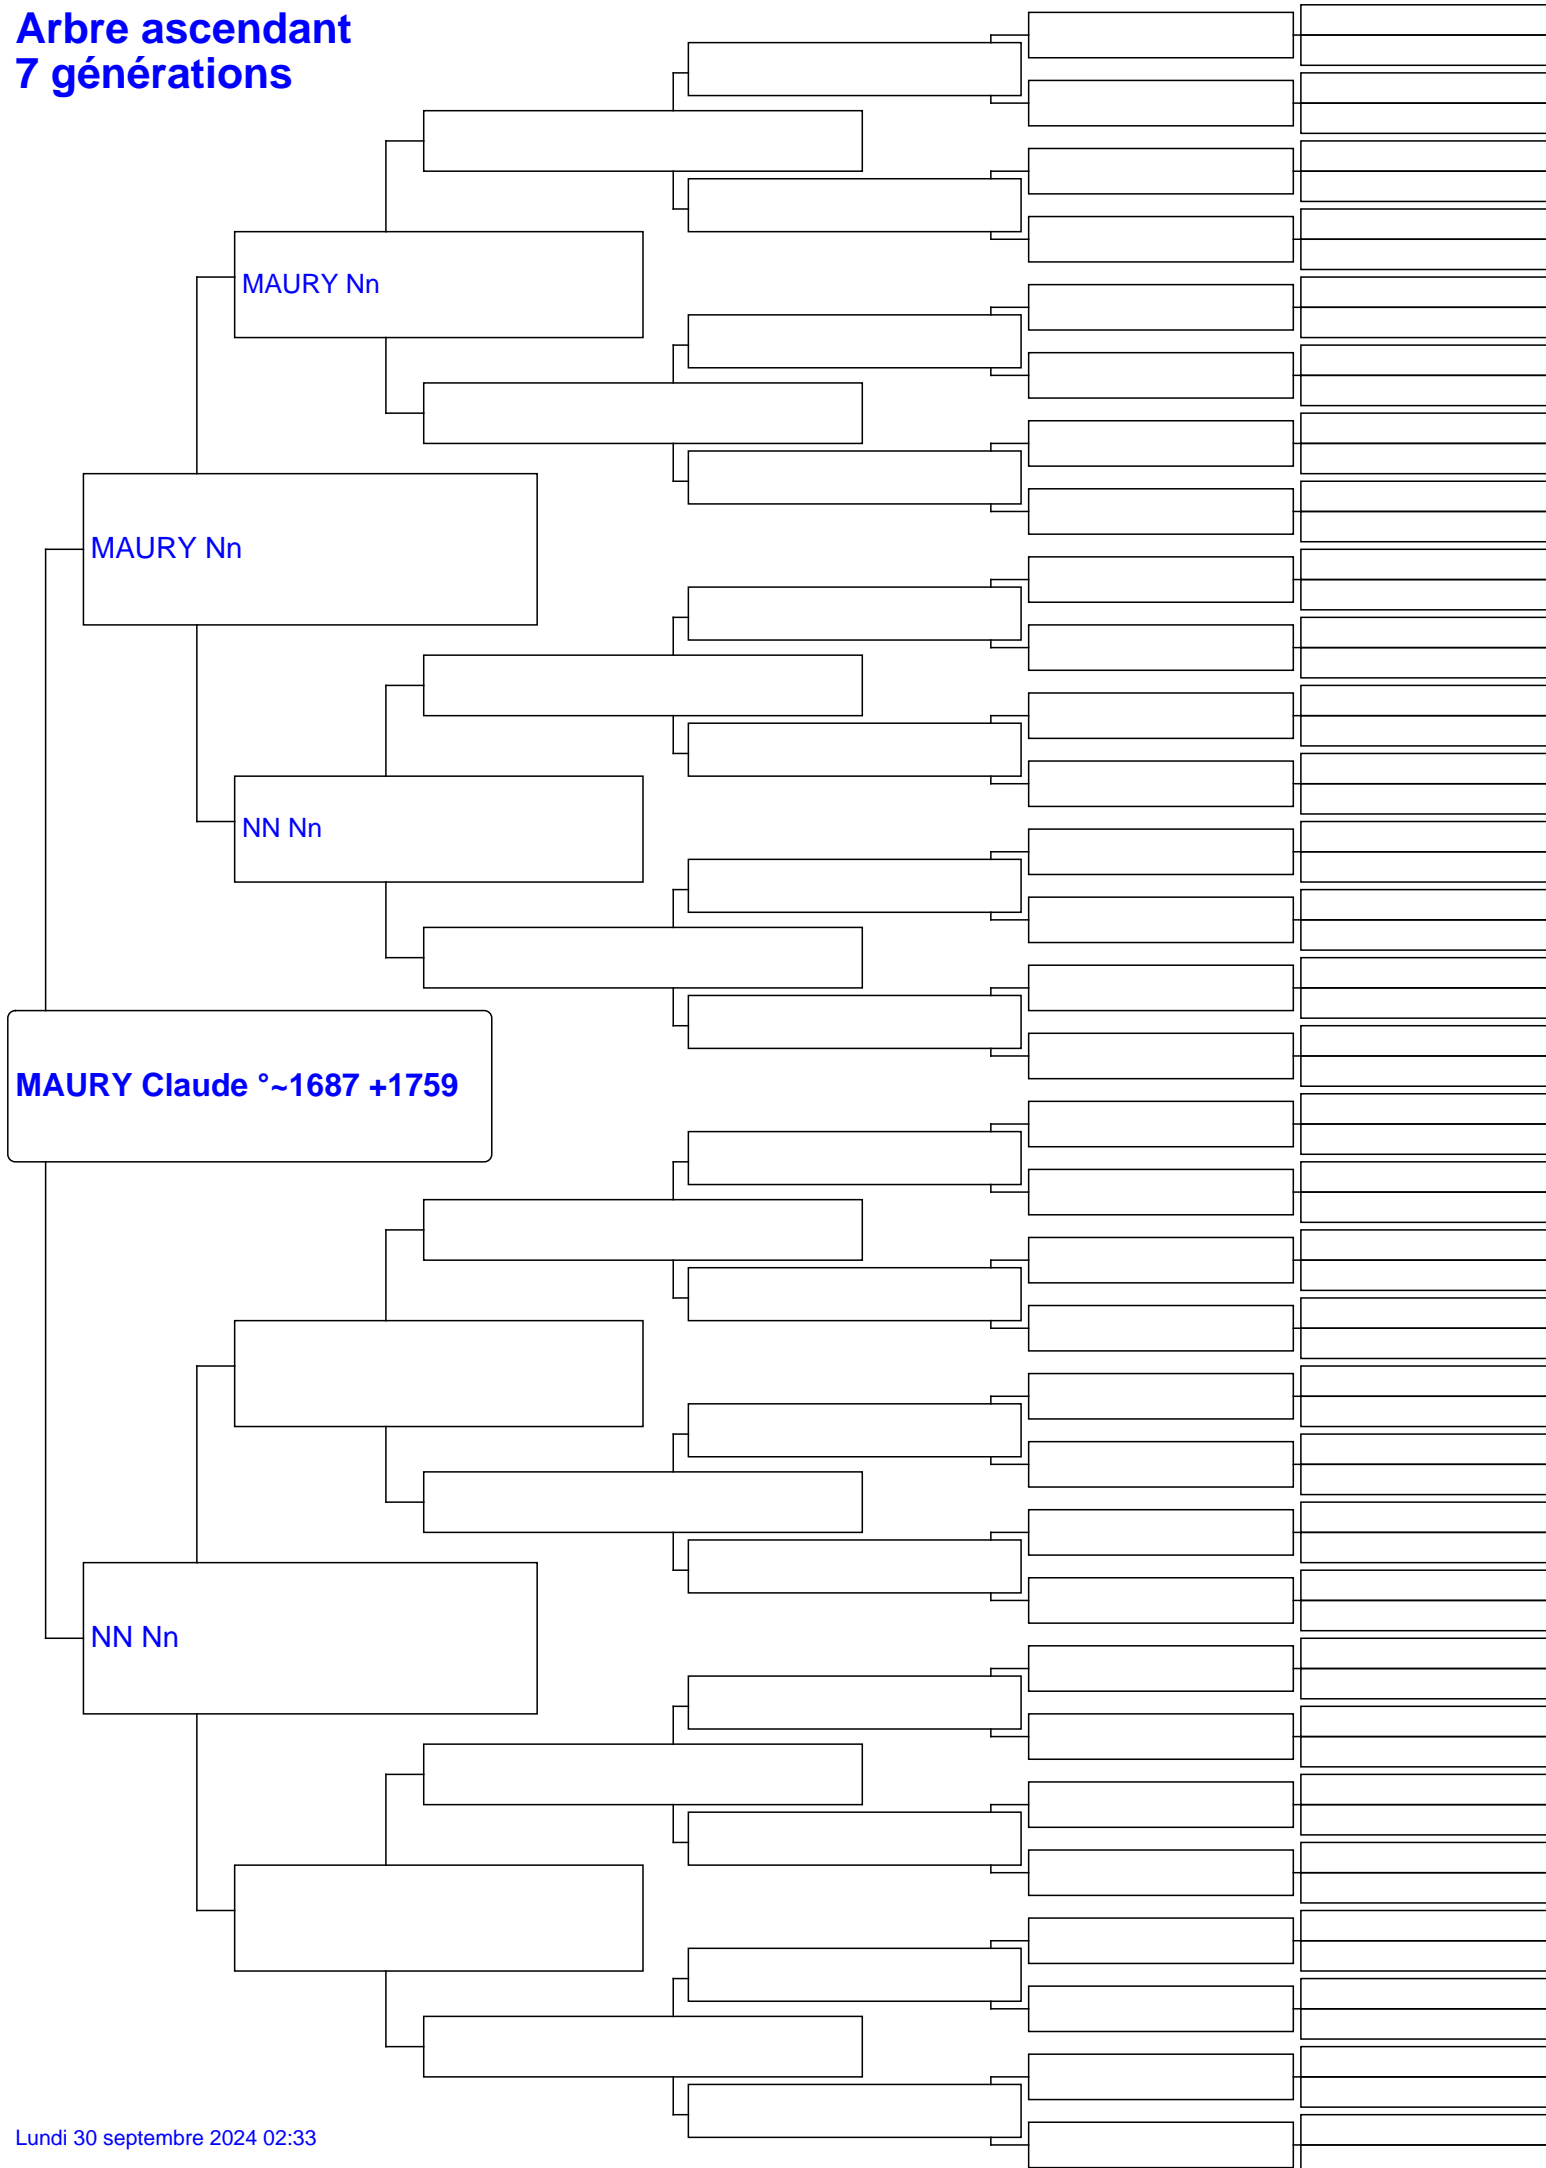 Arbre ascendant
7 générations
MAURY Nn
MAURY Nn
NN Nn
MAURY Claude °~1687 +1759
NN Nn
Lundi 30 septembre 2024 02:33